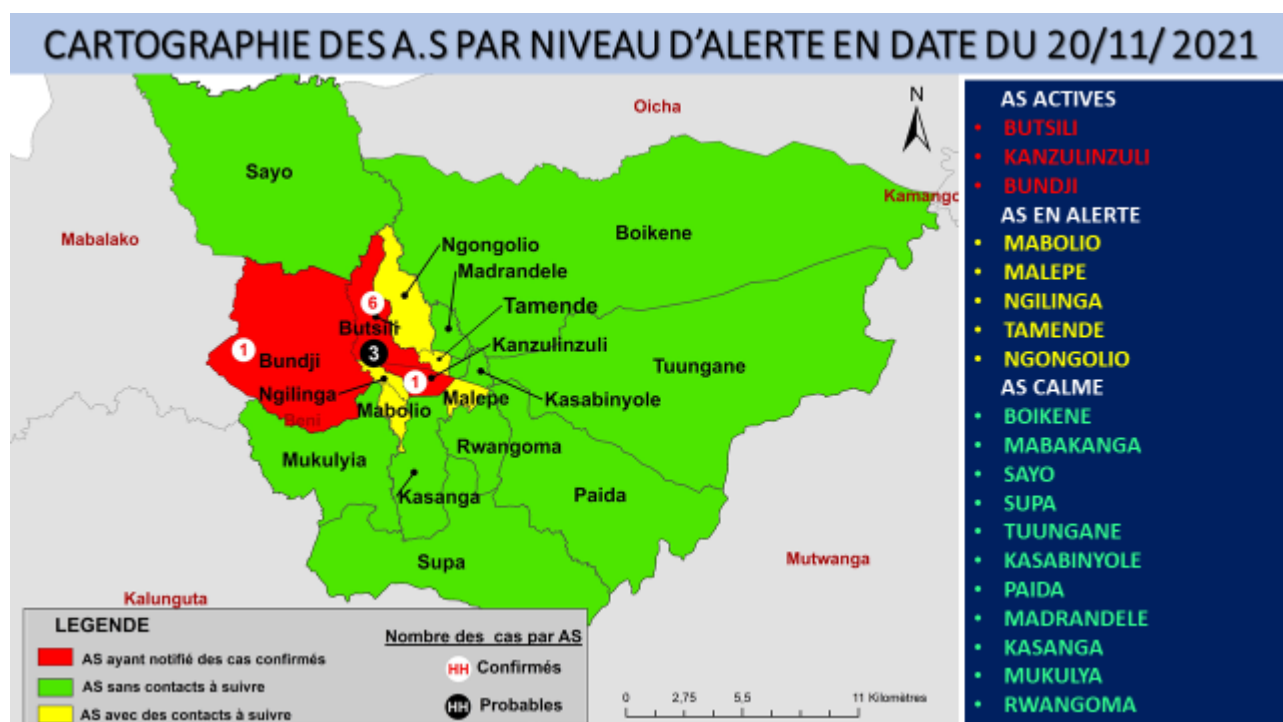 CARTOGRAPHIE DES A.S PAR NIVEAU D'ALERTE EN DATE DU 20/11/ 2021
Oicha
N
Sayo
Kamango
Mabalako
Boikene
Ngongolio
Madrandele
6
Tamende
Butsili
Kanzulinzuli
1
Bundji
3
Tuungane
Ngilinga
1
Malepe
Kasabinyole
Mabolio
Beni
Rwangoma
Mukulyia
Kasanga
Paida
Supa
Mutwanga
Kalunguta
LEGENDE
AS ayant notifié des cas confirmés
AS sans contacts à suivre
AS avec des contacts à suivre
Nombre des cas par AS
HH Confirmés
HH Probables
0 2,75 5,5 11 Kilomètres
AS ACTIVES
• BUTSILI
• KANZULINZULI
• BUNDJI
AS EN ALERTE
• MABOLIO
• MALEPE
• NGILINGA
• TAMENDE
• NGONGOLIO
AS CALME
• BOIKENE
• MABAKANGA
• SAYO
• SUPA
• TUUNGANE
• KASABINYOLE
• PAIDA
• MADRANDELE
• KASANGA
• MUKULYA
• RWANGOMA